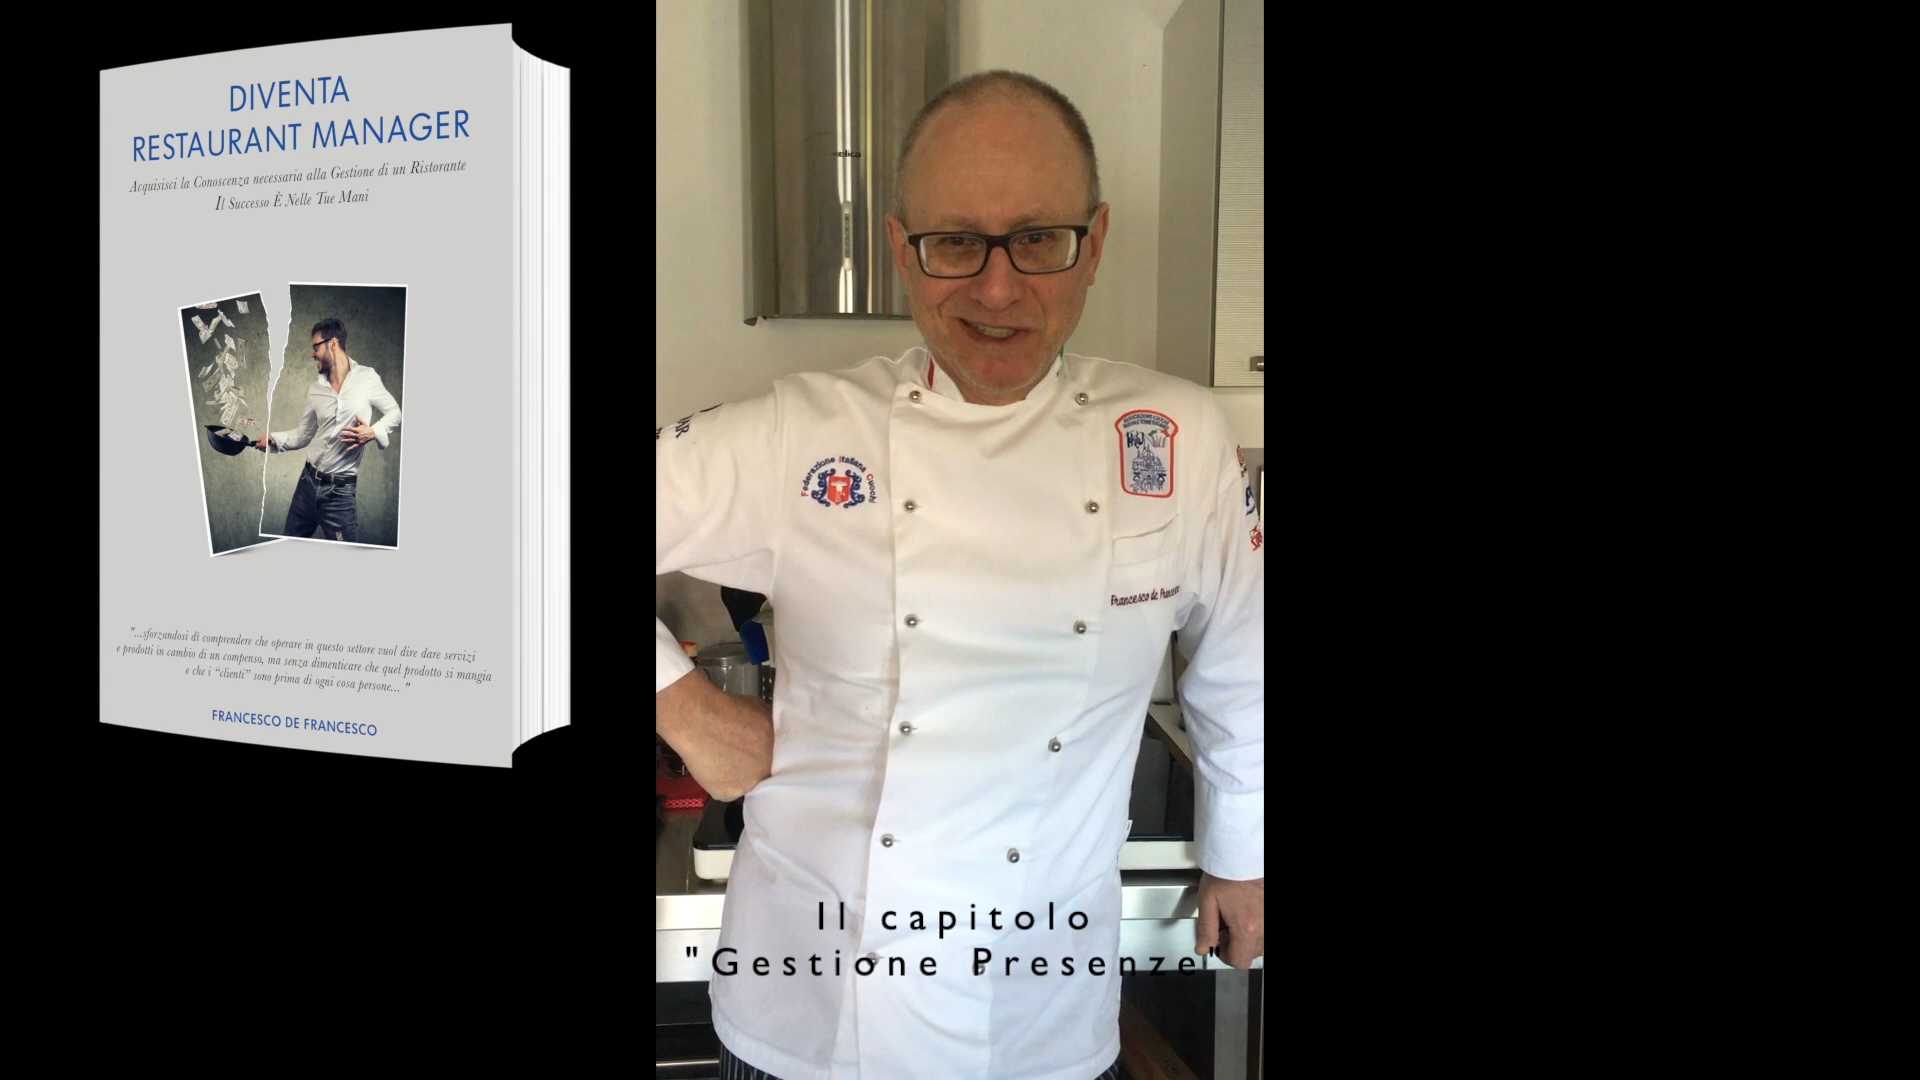 DIVENTA
RESTAURANT MANAGER
Acquisisci la Conoscenza necessaria alla Gestione di un Ristorante
Il Successo È Nelle Tue Mani
"...sforzandosi di comprendere che operare in questo settore vuol dire dare servizi
e prodotti in cambio di un compenso, ma senza dimenticare che quel prodotto si mangia
e che i “clienti” sono prima di ogni cosa persone... "
FRANCESCO DE FRANCESCO
elica
Federazione Italiana Cuochi
Francesco de
Il capitolo
"Gestione Presenze"